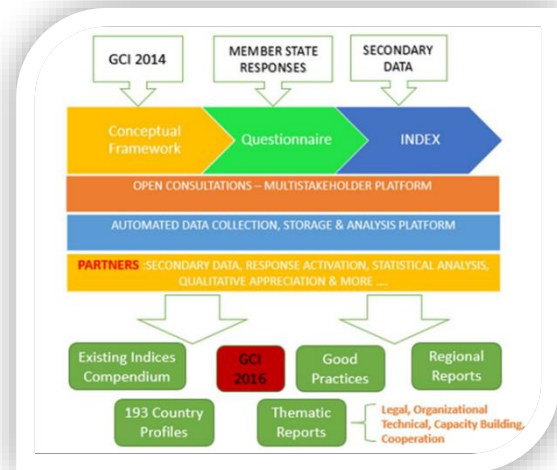 GCI 2014
MEMBER STATE
RESPONSES
SECONDARY
DATA
Conceptual
Framework
Questionnaire
INDEX
OPEN CONSULTATIONS – MULTISTAKEHOLDER PLATFORM
AUTOMATED DATA COLLECTION, STORAGE & ANALYSIS PLATFORM
PARTNERS :SECONDARY DATA, RESPONSE ACTIVATION, STATISTICAL ANALYSIS,
QUALITATIVE APPRECIATION & MORE ....
Existing Indices
Compendium
GCI
2016
Good
Practices
Regional
Reports
193 Country
Profiles
Thematic
Reports
Legal, Organizational
Technical, Capacity Building,
Cooperation